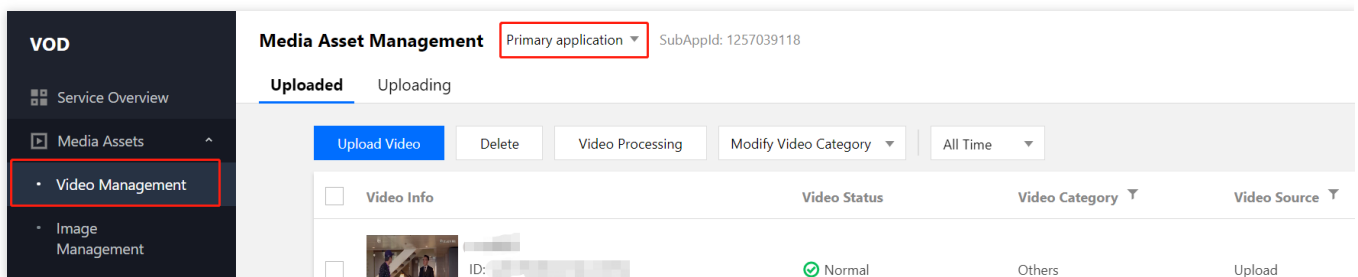 VOD
Service Overview
Media Assets
Video Management
Image
Management
Media Asset Management Primary application SubAppId: 1257039118
Uploaded Uploading
Upload Video Delete Video Processing Modify Video Category All Time
Video Info Video Status Video Category Video Source
ID: Normal Others Upload